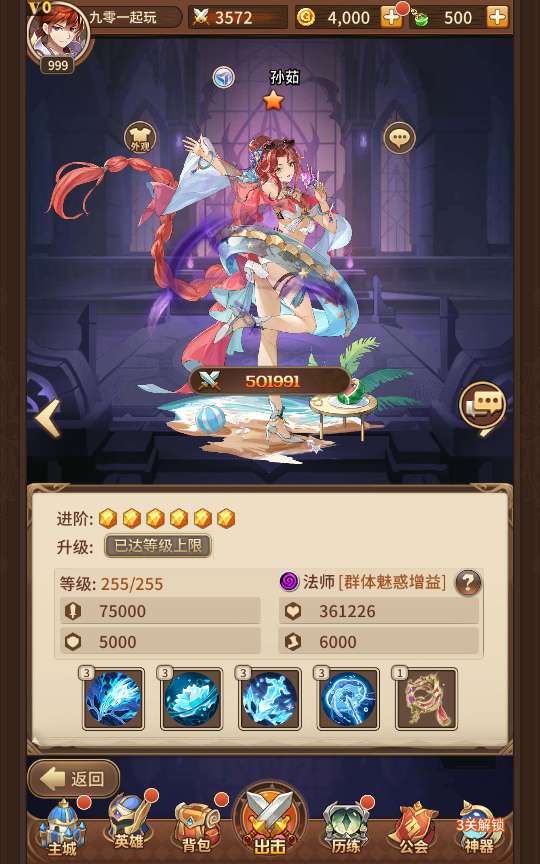 V0
九零一起玩
3572
4,000
500
999
孙茹
外观
501991
进阶:
升级: 已达等级上限
等级: 255/255
法师 [群体魅惑增益]
?
75000
361226
5000
6000
3
3
3
3
1
返回
3关解锁
主城
英雄
背包
出击
历练
公会
神器